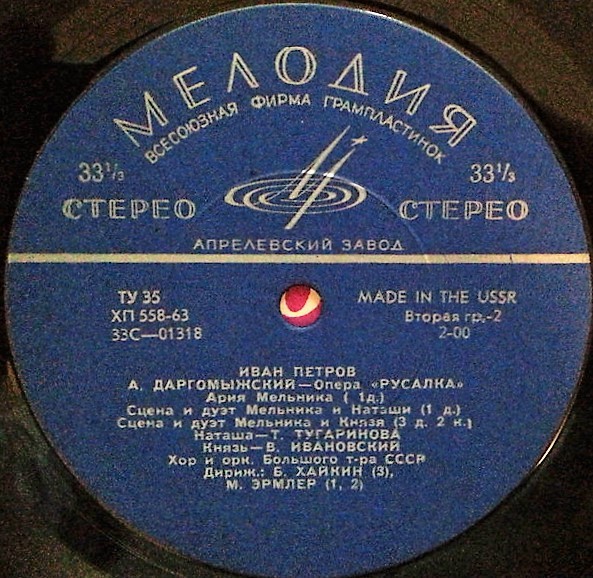 МЕЛОДИЯ
ВСЕСОЮЗНАЯ ФИРМА ГРАМПЛАСТИНОК
33⅓ 33⅓
СТЕРЕО СТЕРЕО
АПРЕЛЕВСКИЙ ЗАВОД
ТУ 35 MADE IN THE USSR
ХП 558-63 Вторая гр.-2
33С—01318 2-00
ИВАН ПЕТРОВ
А. ДАРГОМЫЖСКИЙ—Опера «РУСАЛКА»
Ария Мельника ( 1д.)
Сцена и дуэт Мельника и Наташи (1 д.)
Сцена и дуэт Мельника и Князя (3 д. 2 к.)
Наташа—Т. ТУГАРИНОВА
Князь—В. ИВАНОВСКИЙ
Хор и орк. Большого т-ра СССР
Дириж.: Б. ХАЙКИН (3),
М. ЭРМЛЕР (1, 2)